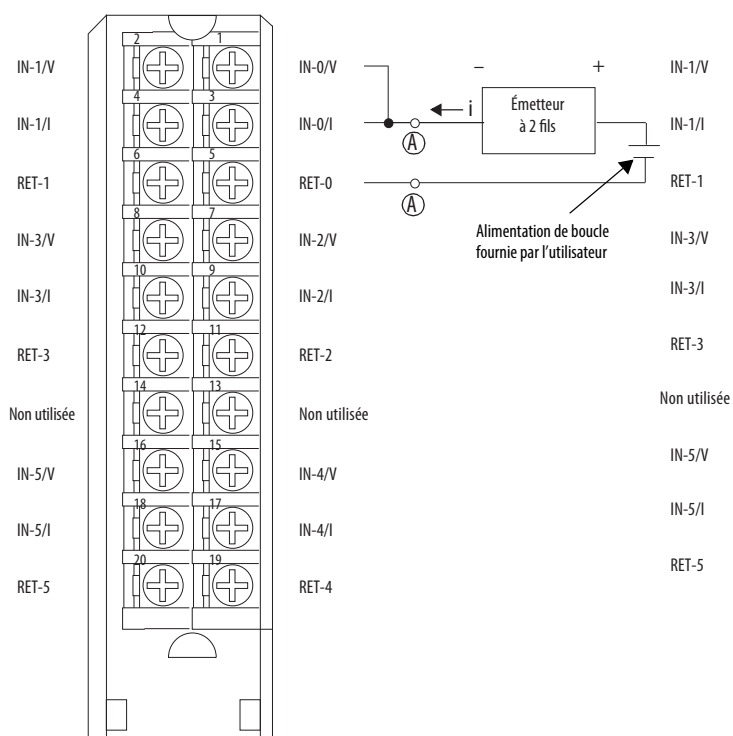 2 1
IN-1/V
IN-0/V
– +
IN-1/V
4 3
IN-1/I
IN-0/I
i
Émetteur
à 2 fils
IN-1/I
A
6 5
RET-1
RET-0
RET-1
A
8 7
IN-3/V
IN-2/V
Alimentation de boucle
fournie par l’utilisateur
IN-3/V
10 9
IN-3/I
IN-2/I
IN-3/I
12 11
RET-3
RET-2
RET-3
14 13
Non utilisée
Non utilisée
Non utilisée
16 15
IN-5/V
IN-4/V
IN-5/V
18 17
IN-5/I
IN-4/I
IN-5/I
20 19
RET-5
RET-4
RET-5